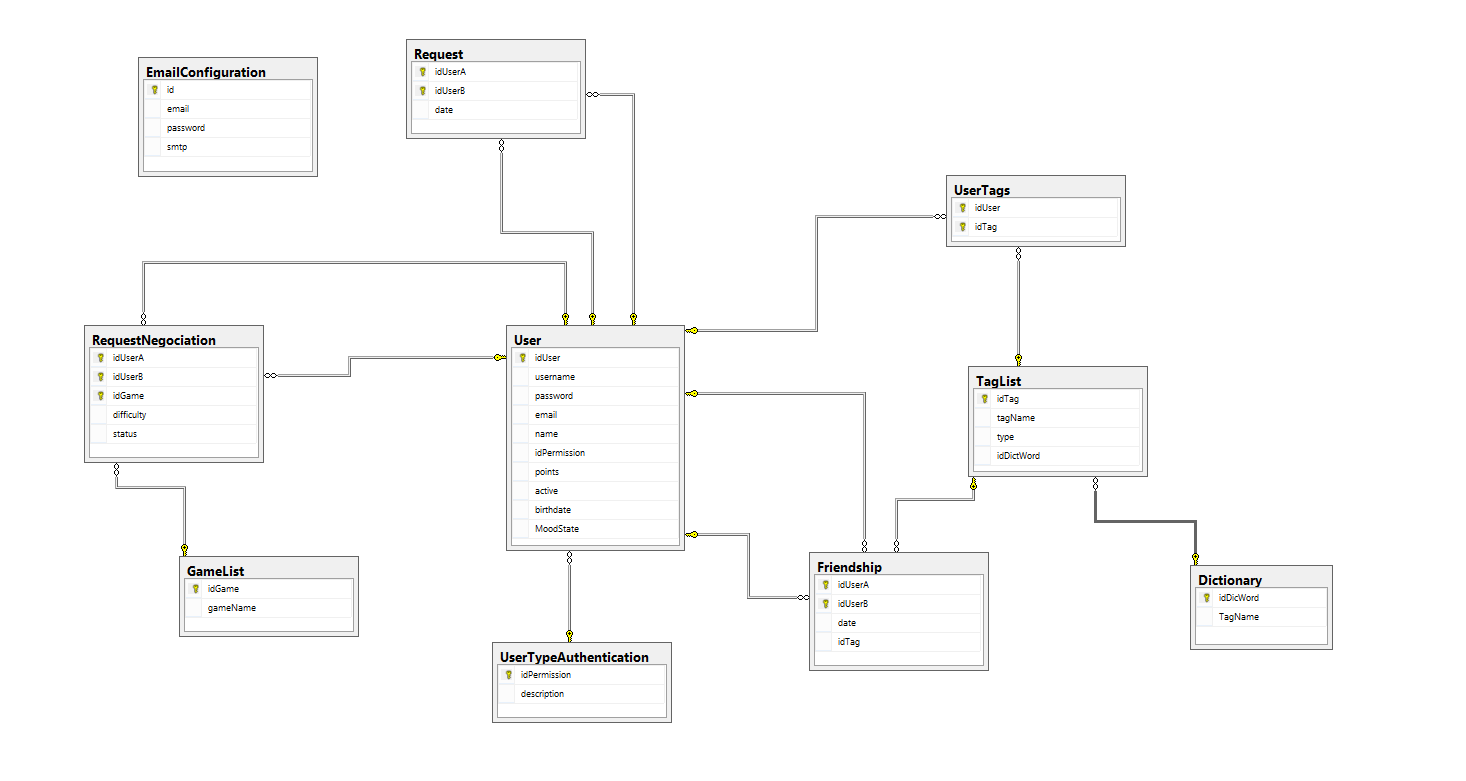 EmailConfiguration
id
email
password
smtp
Request
idUserA
idUserB
date
UserTags
idUser
idTag
RequestNegociation
idUserA
idUserB
idGame
difficulty
status
User
idUser
username
password
email
name
idPermission
points
active
birthdate
MoodState
TagList
idTag
tagName
type
idDictWord
GameList
idGame
gameName
Friendship
idUserA
idUserB
date
idTag
Dictionary
idDicWord
TagName
UserTypeAuthentication
idPermission
description